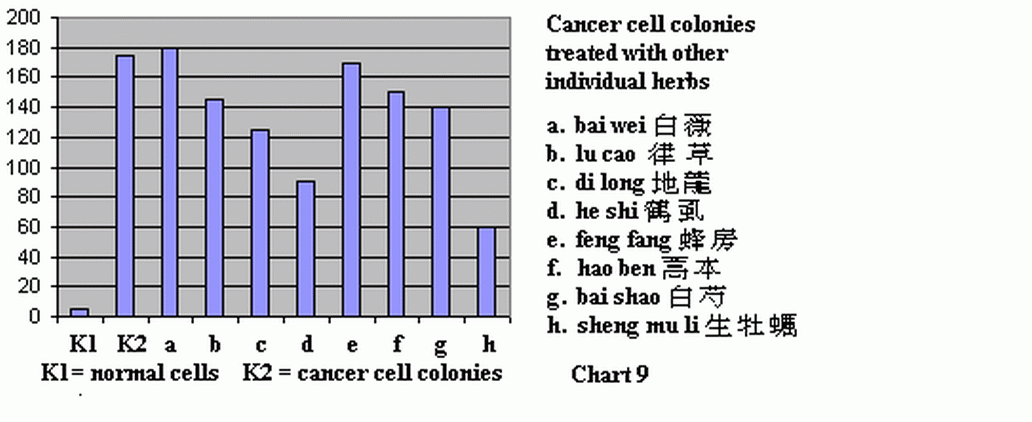 200
180
160
140
120
100
80
60
40
20
0
K1 K2 a b c d e f g h
K1= normal cells K2 = cancer cell colonies
Cancer cell colonies
treated with other
individual herbs
a. bai wei 白薇
b. lu cao 律草
c. di long 地龍
d. he shi 鶴虱
e. feng fang 蜂房
f. hao ben 本
g. bai shao 白芍
h. sheng mu li 生牡蠣
Chart 9